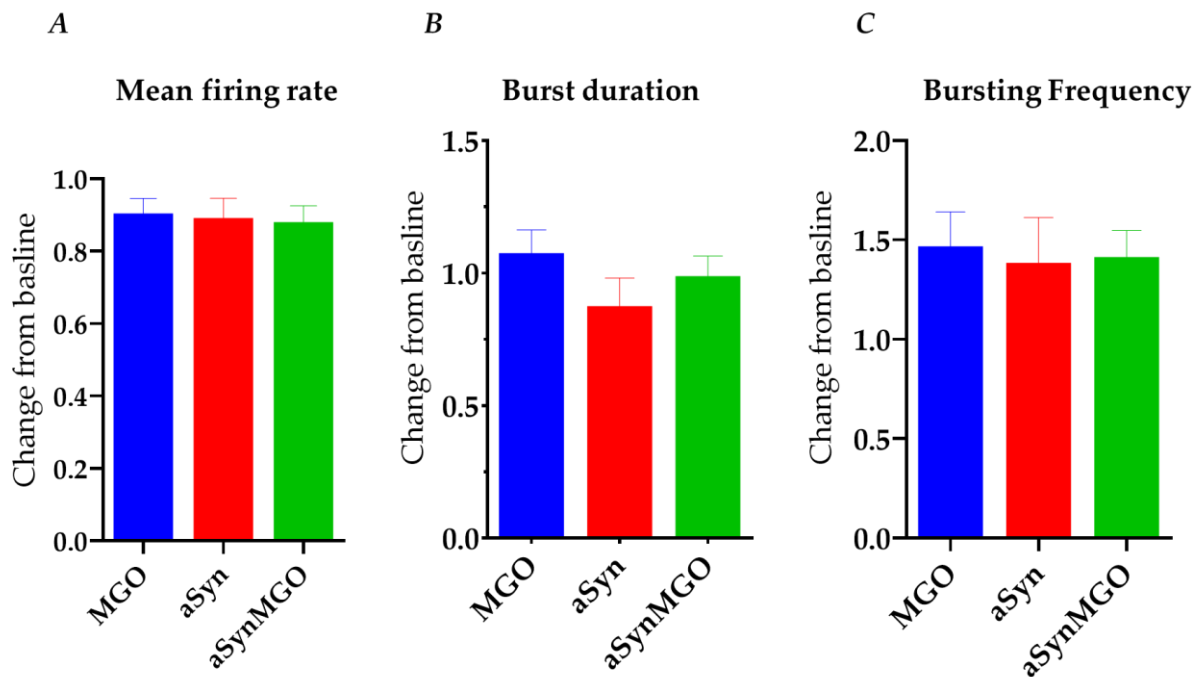 A
B
C
Mean firing rate
Burst duration
Bursting Frequency
Change from basline
1.0
0.8
0.6
0.4
0.2
0.0
MGO
aSyn
aSynMGO
Change from basline
1.5
1.0
0.5
0.0
MGO
aSyn
aSynMGO
Change from basline
2.0
1.5
1.0
0.5
0.0
MGO
aSyn
aSynMGO